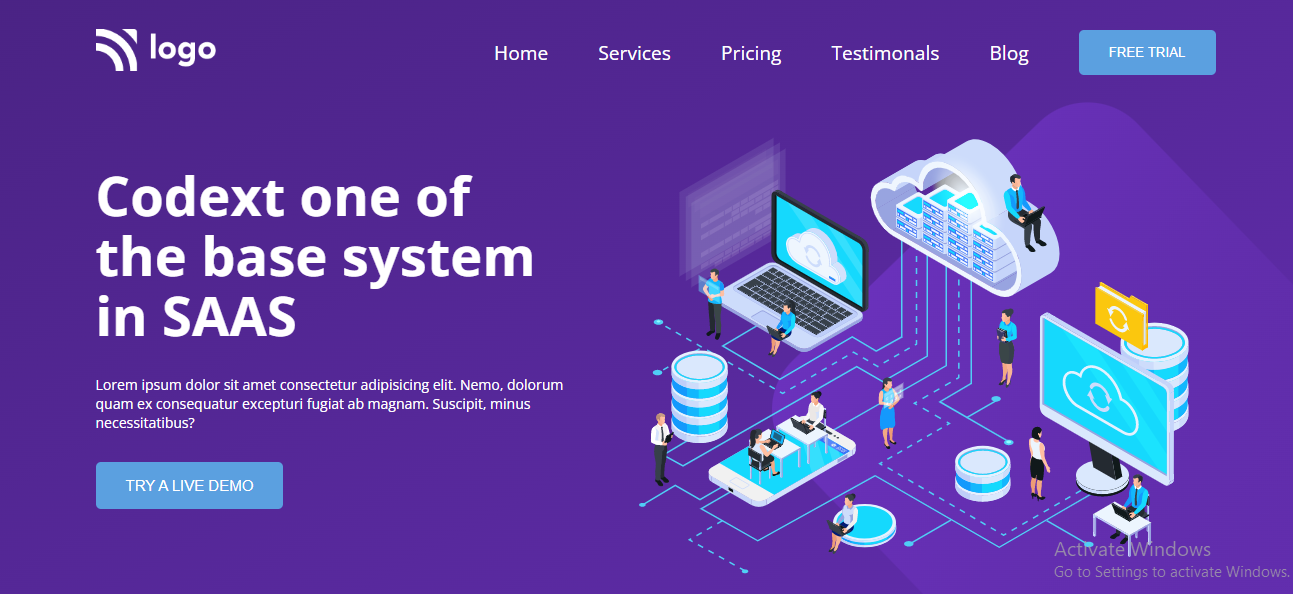 logo
Home Services Pricing Testimonals Blog FREE TRIAL
Codext one of
the base system
in SAAS
Lorem ipsum dolor sit amet consectetur adipisicing elit. Nemo, dolorum
quam ex consequatur excepturi fugiat ab magnam. Suscipit, minus
necessitatibus?
TRY A LIVE DEMO
Activate Windows
Go to Settings to activate Windows.